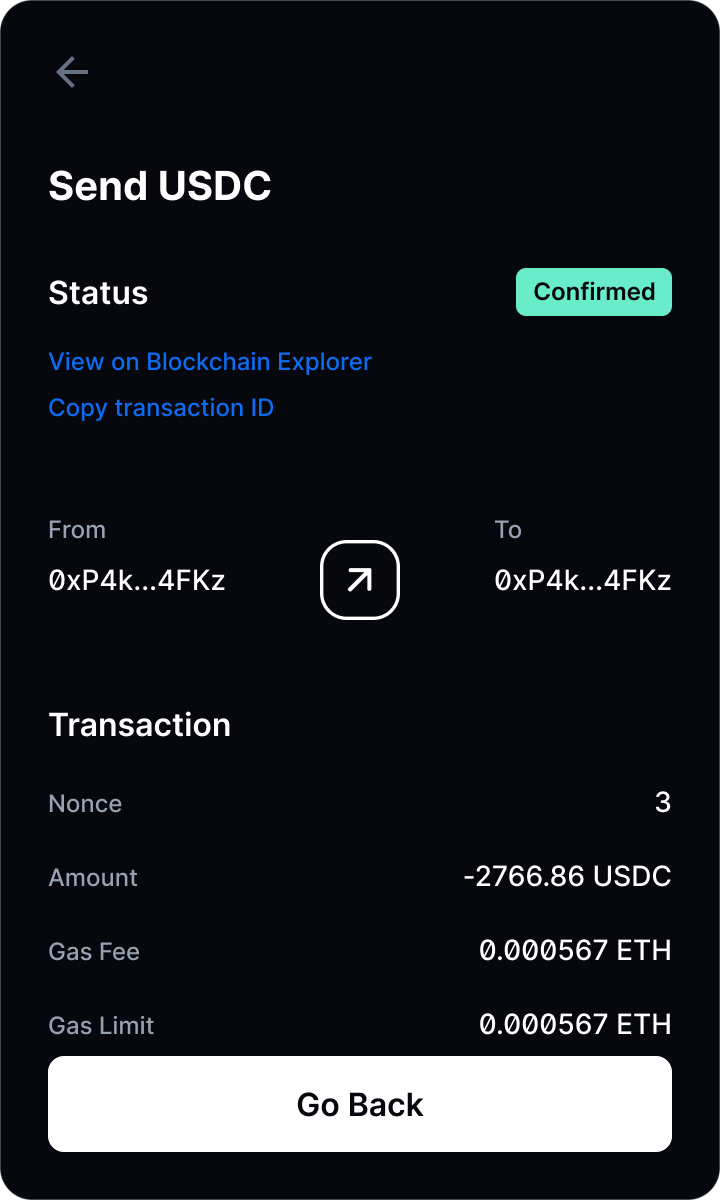 Send USDC
Status
Confirmed
View on Blockchain Explorer
Copy transaction ID
From
To
0xP4k...4FKz
0xP4k...4FKz
Transaction
Nonce
3
Amount
-2766.86 USDC
Gas Fee
0.000567 ETH
Gas Limit
0.000567 ETH
Go Back